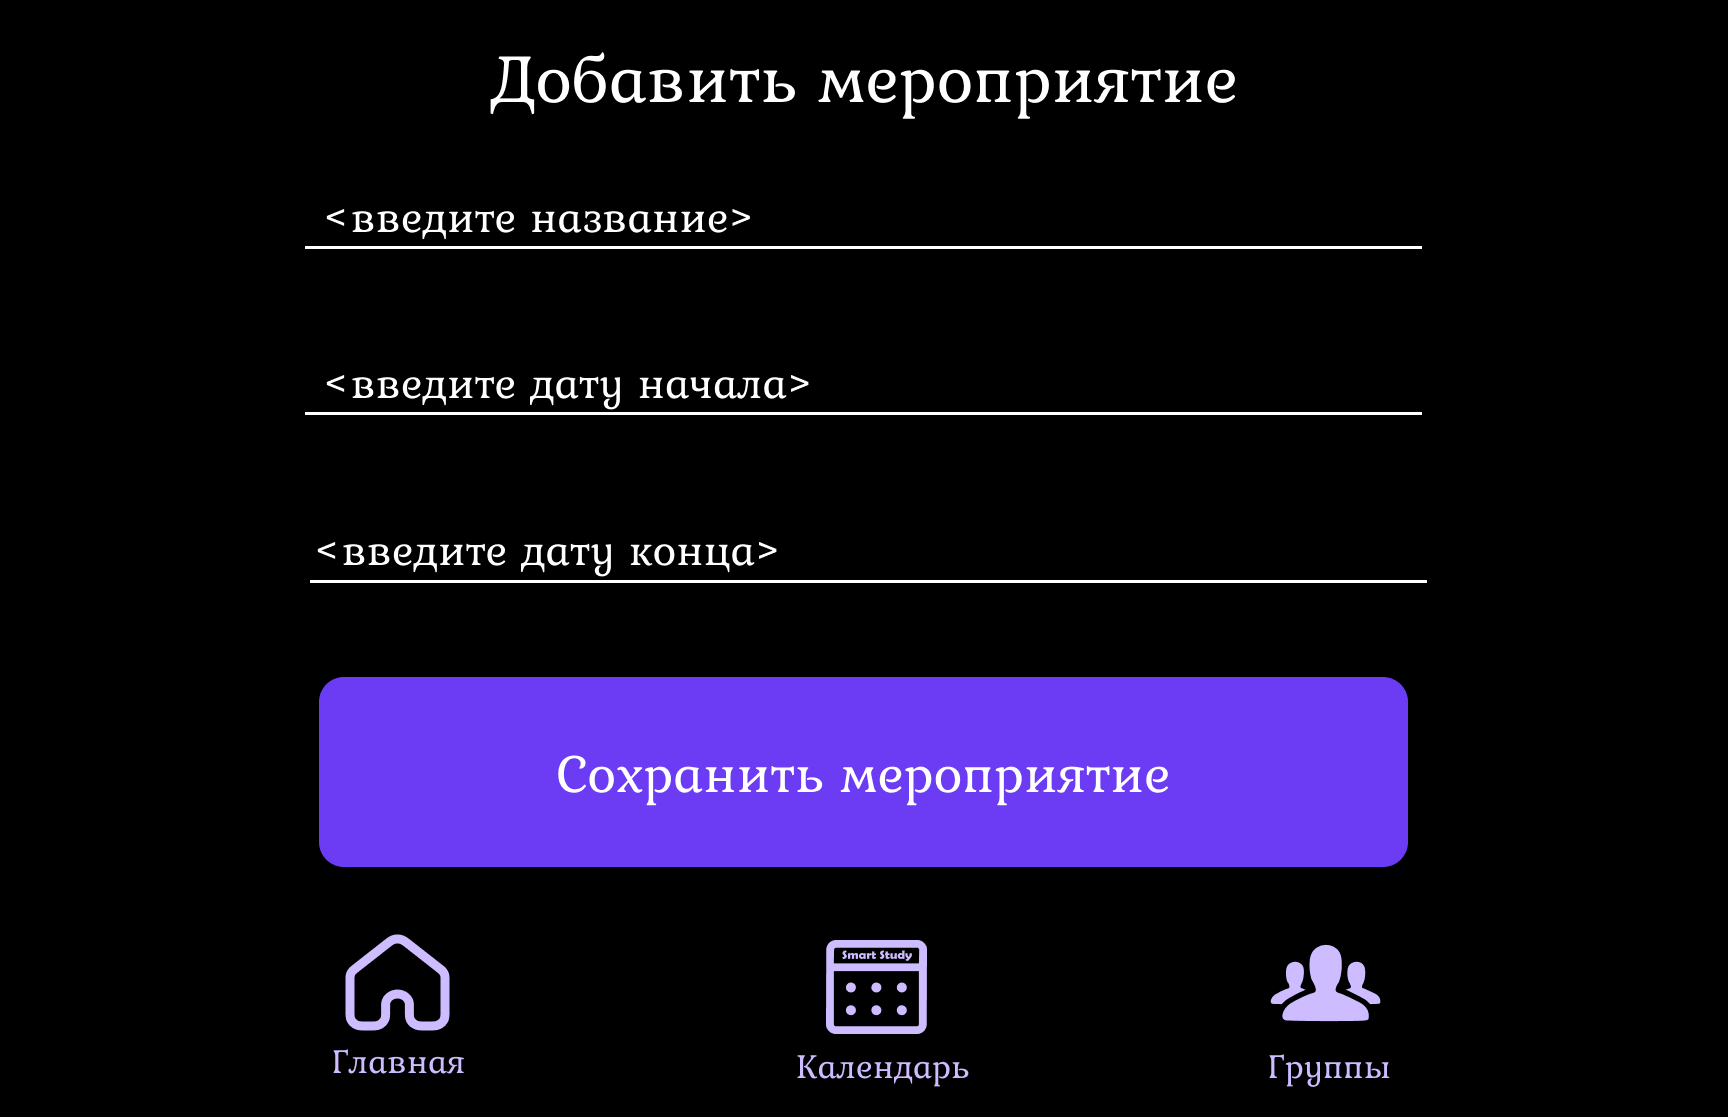 Добавить мероприятие
<введите название>
<введите дату начала>
<введите дату конца>
Сохранить мероприятие
Smart Study
Главная
Календарь
Группы